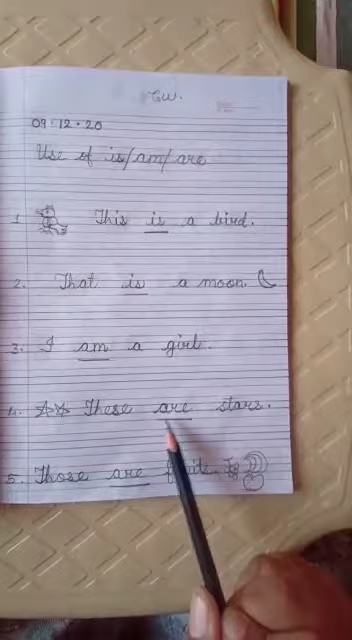 C.W.
09.12.20
Use of is/am/are
1. This is a bird.
2. That is a moon.
3. I am a girl.
4. These are stars.
5. Those are fruits.